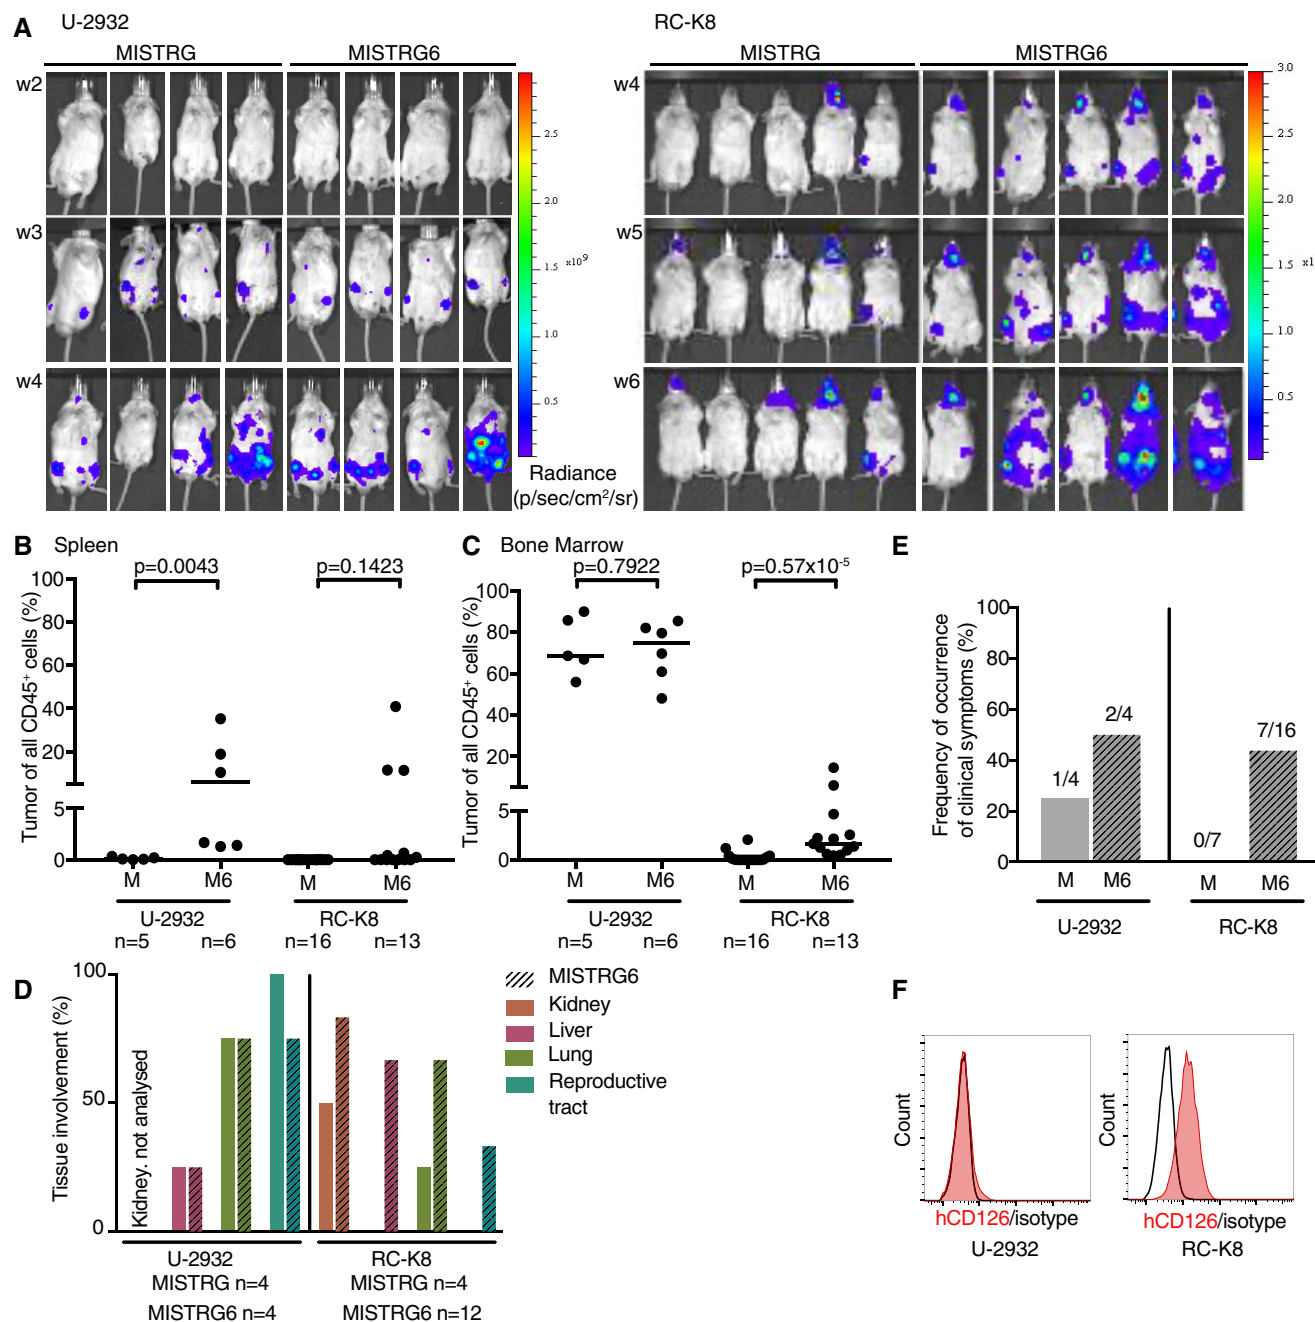 A
U-2932
RC-K8
MISTRG
MISTRG6
MISTRG
MISTRG6
w2
w3
w4
2.5
2.0
1.5
x10⁹
1.0
0.5
Radiance
(p/sec/cm²/sr)
w4
w5
w6
3.0
2.5
2.0
1.5
x1
1.0
0.5
B
Spleen
p=0.0043
p=0.1423
Tumor of all CD45⁺ cells (%)
100
80
60
40
20
5
0
M
M6
M
M6
U-2932
RC-K8
n=5
n=6
n=16
n=13
C
Bone Marrow
p=0.7922
p=0.57x10⁻⁵
Tumor of all CD45⁺ cells (%)
100
80
60
40
20
5
0
M
M6
M
M6
U-2932
RC-K8
n=5
n=6
n=16
n=13
E
Frequency of occurrence
of clinical symptoms (%)
100
80
60
40
20
0
1/4
2/4
0/7
7/16
M
M6
M
M6
U-2932
RC-K8
D
Tissue involvement (%)
100
50
0
Kidney. not analysed
U-2932
RC-K8
MISTRG n=4
MISTRG n=4
MISTRG6 n=4
MISTRG6 n=12
MISTRG6
Kidney
Liver
Lung
Reproductive
tract
F
Count
hCD126/isotype
U-2932
Count
hCD126/isotype
RC-K8